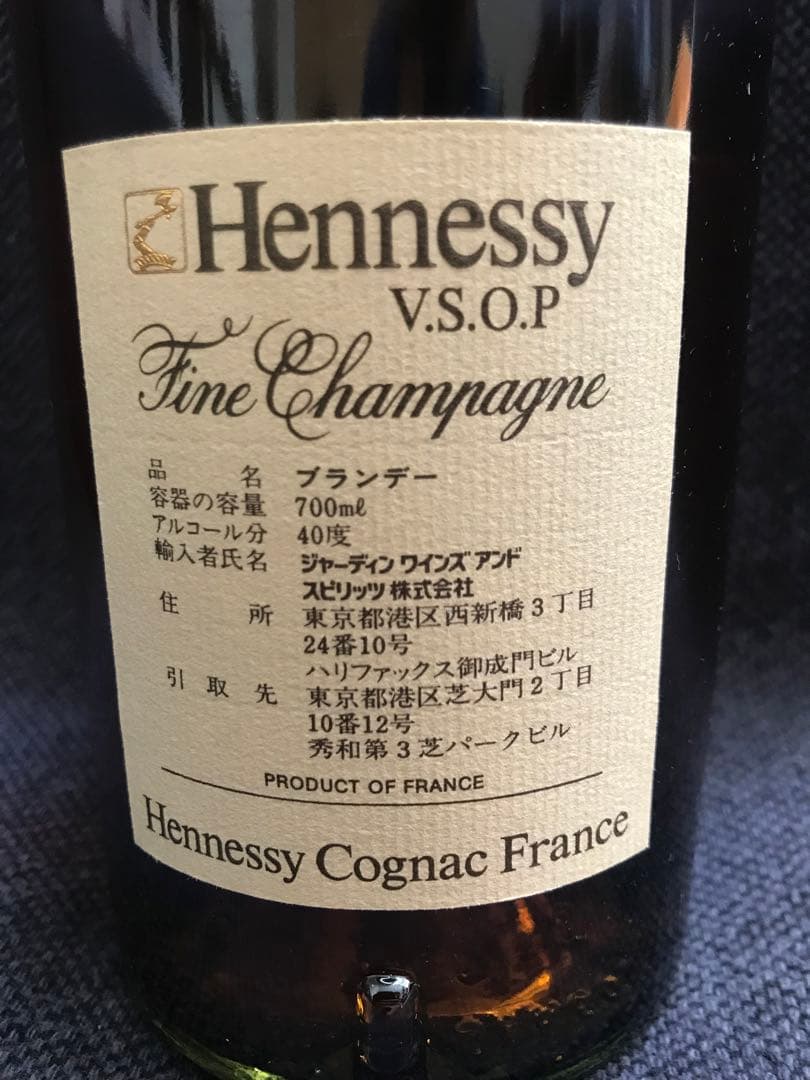 Hennessy
V.S.O.P
Fine Champagne
品名 ブランデー
容器の容量 700mℓ
アルコール分 40度
輸入者氏名 ジャーディン ワインズ アンド
スピリッツ 株式会社
住所 東京都港区西新橋3丁目
24番10号
ハリファックス御成門ビル
引取先 東京都港区芝大門2丁目
10番12号
秀和第3芝パークビル
PRODUCT OF FRANCE
Hennessy Cognac France